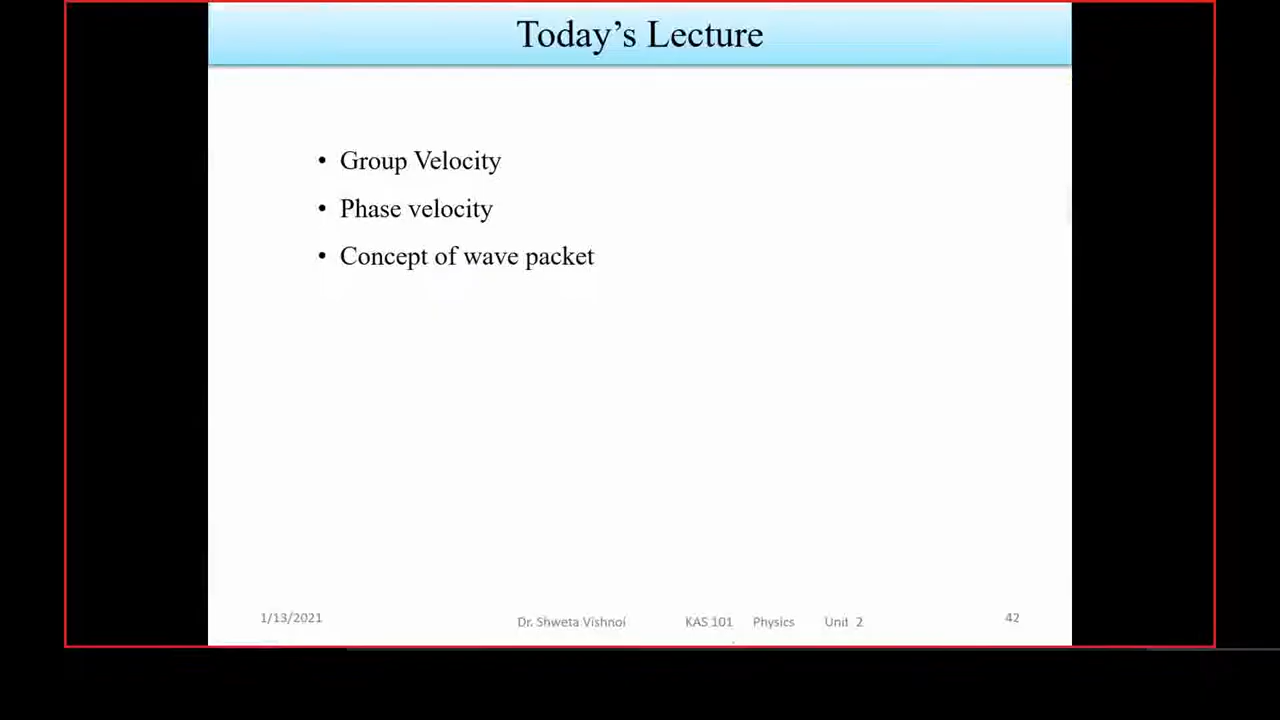 Today’s Lecture
• Group Velocity
• Phase velocity
• Concept of wave packet
1/13/2021 Dr. Shweta Vishnoi KAS 101 Physics Unit 2 42